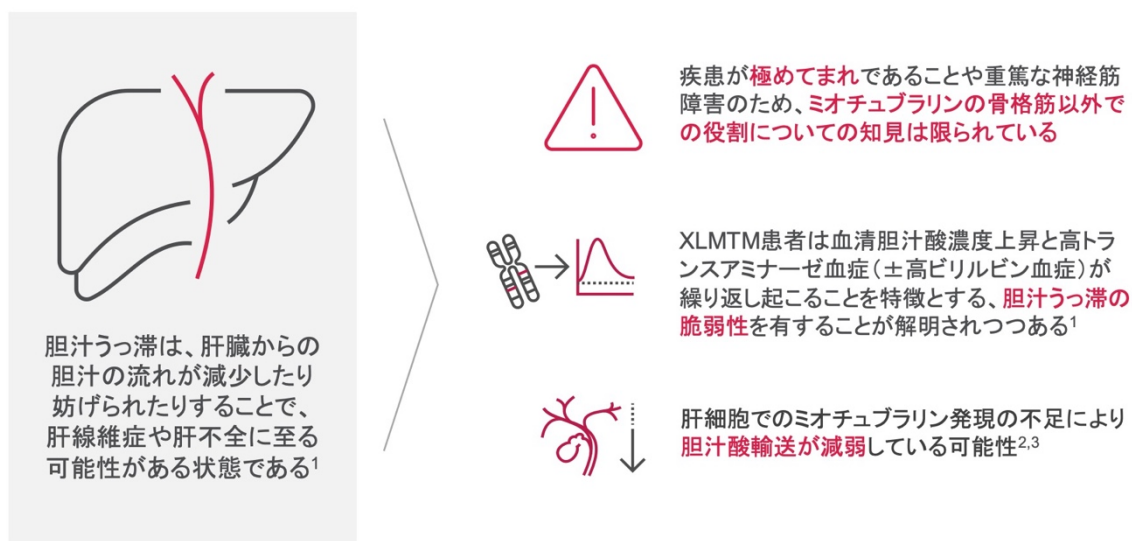 胆汁うっ滞は、肝臓からの
胆汁の流れが減少したり
妨げられたりすることで、
肝線維症や肝不全に至る
可能性がある状態である1
疾患が極めてまれであることや重篤な神経筋
障害のため、ミオチュブラリンの骨格筋以外で
の役割についての知見は限られている
XLMTM患者は血清胆汁酸濃度上昇と高トラ
ンスアミナーゼ血症(±高ビリルビン血症)が
繰り返し起こることを特徴とする、胆汁うっ滞の
脆弱性を有することが解明されつつある1
肝細胞でのミオチュブラリン発現の不足により
胆汁酸輸送が減弱している可能性2,3